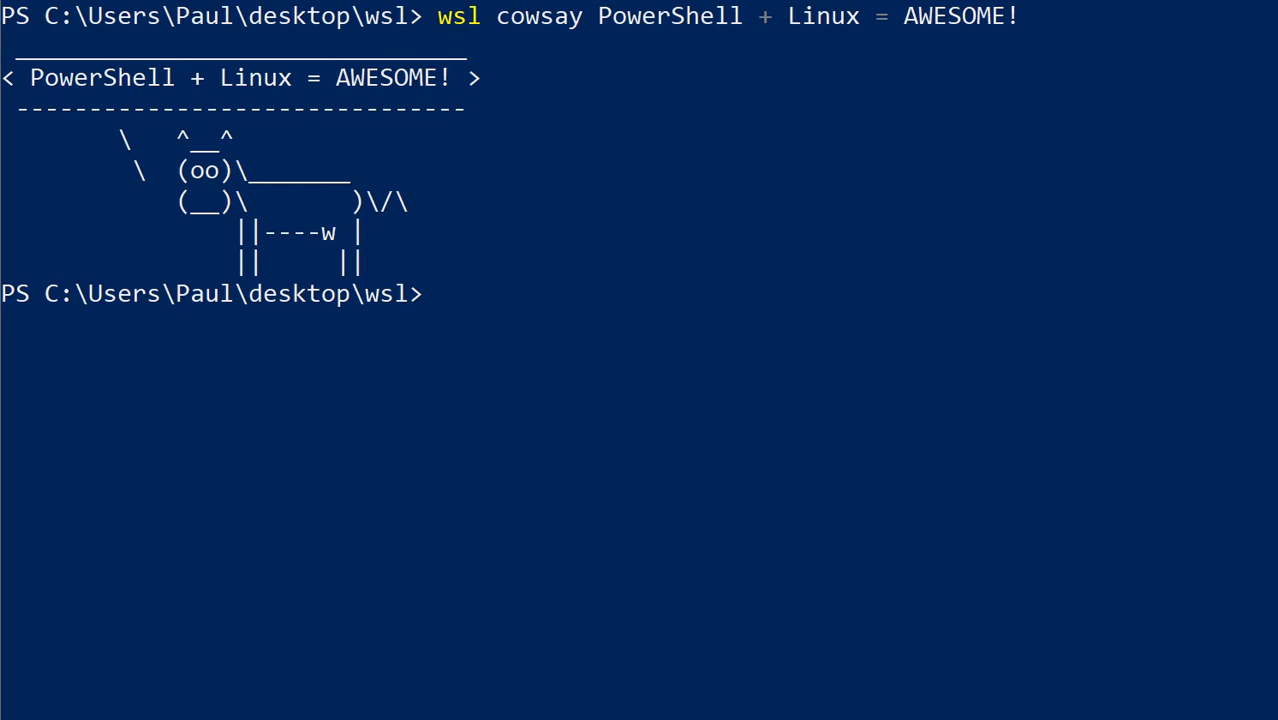 PS C:\Users\Paul\desktop\wsl> wsl cowsay PowerShell + Linux = AWESOME!
 _______________________________
< PowerShell + Linux = AWESOME! >
 -------------------------------
        \   ^__^
         \  (oo)\_______
            (__)\       )\/\
                ||----w |
                ||     ||
PS C:\Users\Paul\desktop\wsl>